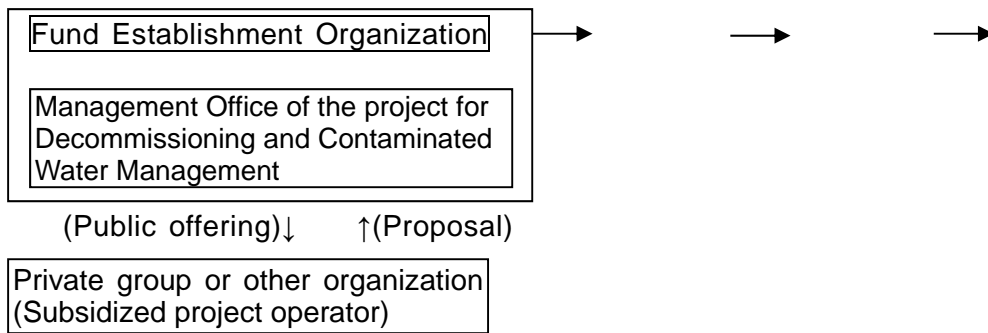 Fund Establishment Organization
Management Office of the project for
Decommissioning and Contaminated
Water Management
(Public offering)↓ ↑(Proposal)
Private group or other organization
(Subsidized project operator)